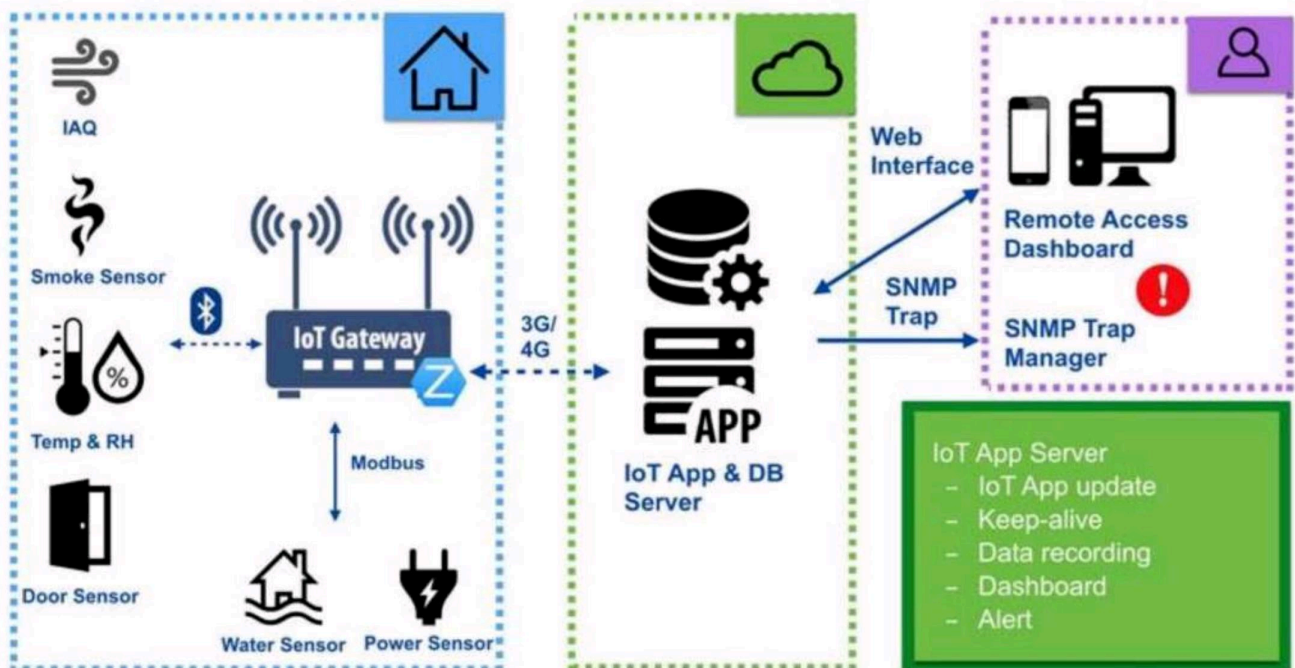 IAQ
Smoke Sensor
Temp & RH
%
Door Sensor
IoT Gateway
Z
Modbus
Water Sensor
Power Sensor
3G/
4G
APP
IoT App & DB
Server
Web
Interface
SNMP
Trap
Remote Access
Dashboard
!
SNMP Trap
Manager
IoT App Server
- IoT App update
- Keep-alive
- Data recording
- Dashboard
- Alert